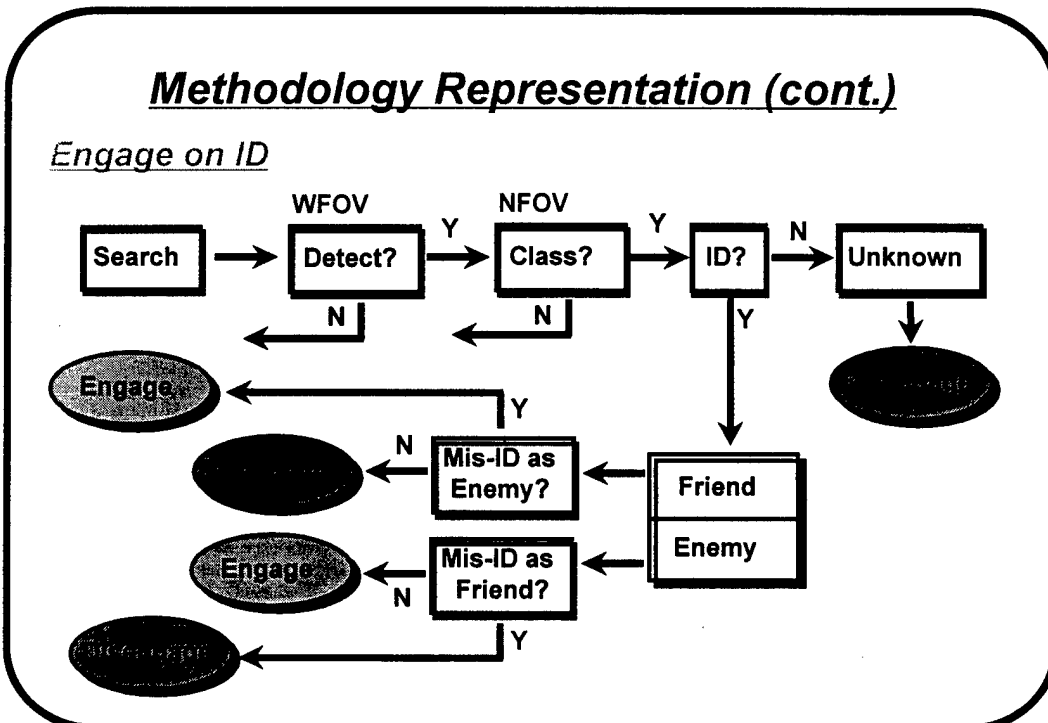 Methodology Representation (cont.)
Engage on ID
WFOV
NFOV
Search
Detect?
Y
Class?
Y
ID?
N
Unknown
N
N
Y
Engage
Y
Mis-ID as
Enemy?
N
Friend
Enemy
Engage
Mis-ID as
Friend?
N
Y